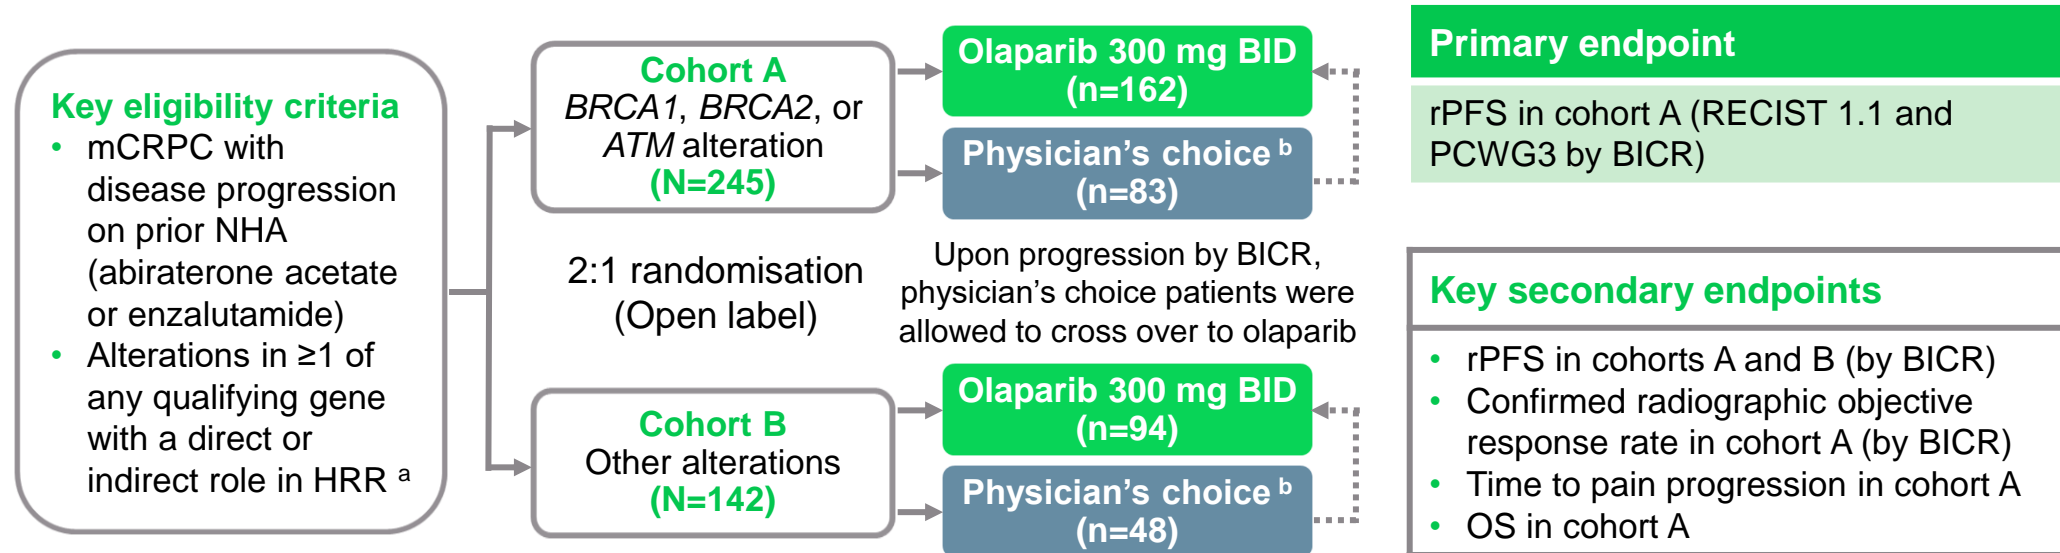 Key eligibility criteria
• mCRPC with
disease progression
on prior NHA
(abiraterone acetate
or enzalutamide)
• Alterations in ≥1 of
any qualifying gene
with a direct or
indirect role in HRR a
Cohort A
BRCA1, BRCA2, or
ATM alteration
(N=245)
2:1 randomisation
(Open label)
Cohort B
Other alterations
(N=142)
Olaparib 300 mg BID
(n=162)
Physician’s choice b
(n=83)
Upon progression by BICR,
physician’s choice patients were
allowed to cross over to olaparib
Olaparib 300 mg BID
(n=94)
Physician’s choice b
(n=48)
Primary endpoint
rPFS in cohort A (RECIST 1.1 and
PCWG3 by BICR)
Key secondary endpoints
• rPFS in cohorts A and B (by BICR)
• Confirmed radiographic objective
response rate in cohort A (by BICR)
• Time to pain progression in cohort A
• OS in cohort A